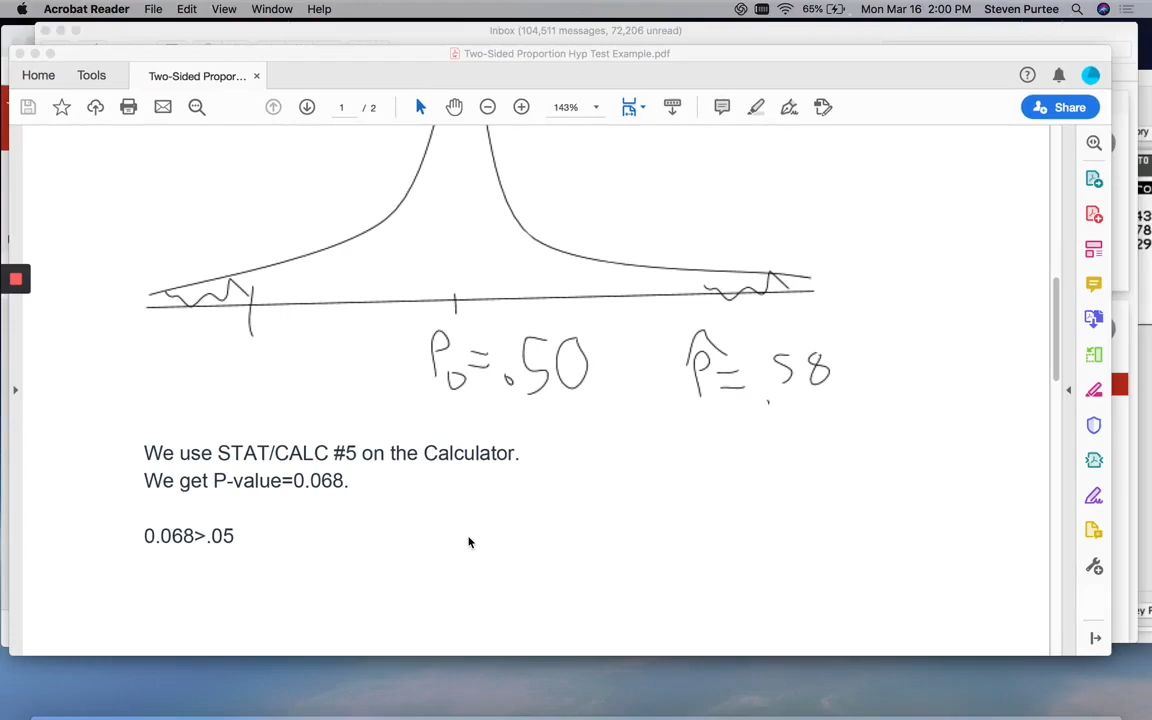 Acrobat Reader File Edit View Window Help 65% Mon Mar 16 2:00 PM Steven Purtee
Inbox (104,511 messages, 72,206 unread)
Two-Sided Proportion Hyp Test Example.pdf
Home Tools Two-Sided Propor... ×
1 / 2 143% Share
P₀ = .50 p̂ = .58
We use STAT/CALC #5 on the Calculator.
We get P-value=0.068.
0.068>.05